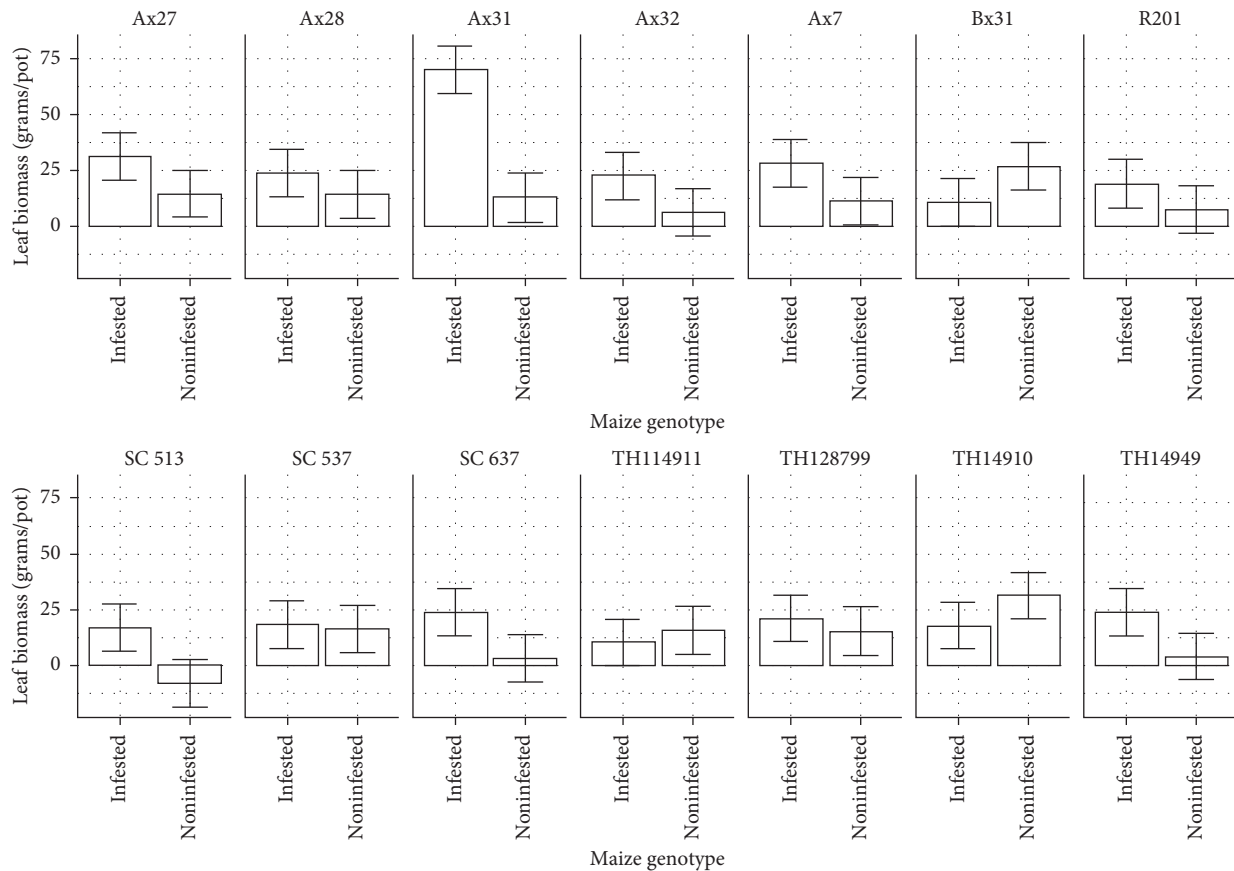 Ax27 Ax28 Ax31 Ax32 Ax7 Bx31 R201
Leaf biomass (grams/pot)
75
50
25
0
Infested Noninfested Infested Noninfested Infested Noninfested Infested Noninfested Infested Noninfested Infested Noninfested Infested Noninfested
Maize genotype
SC 513 SC 537 SC 637 TH114911 TH128799 TH14910 TH14949
Leaf biomass (grams/pot)
75
50
25
0
Infested Noninfested Infested Noninfested Infested Noninfested Infested Noninfested Infested Noninfested Infested Noninfested Infested Noninfested
Maize genotype